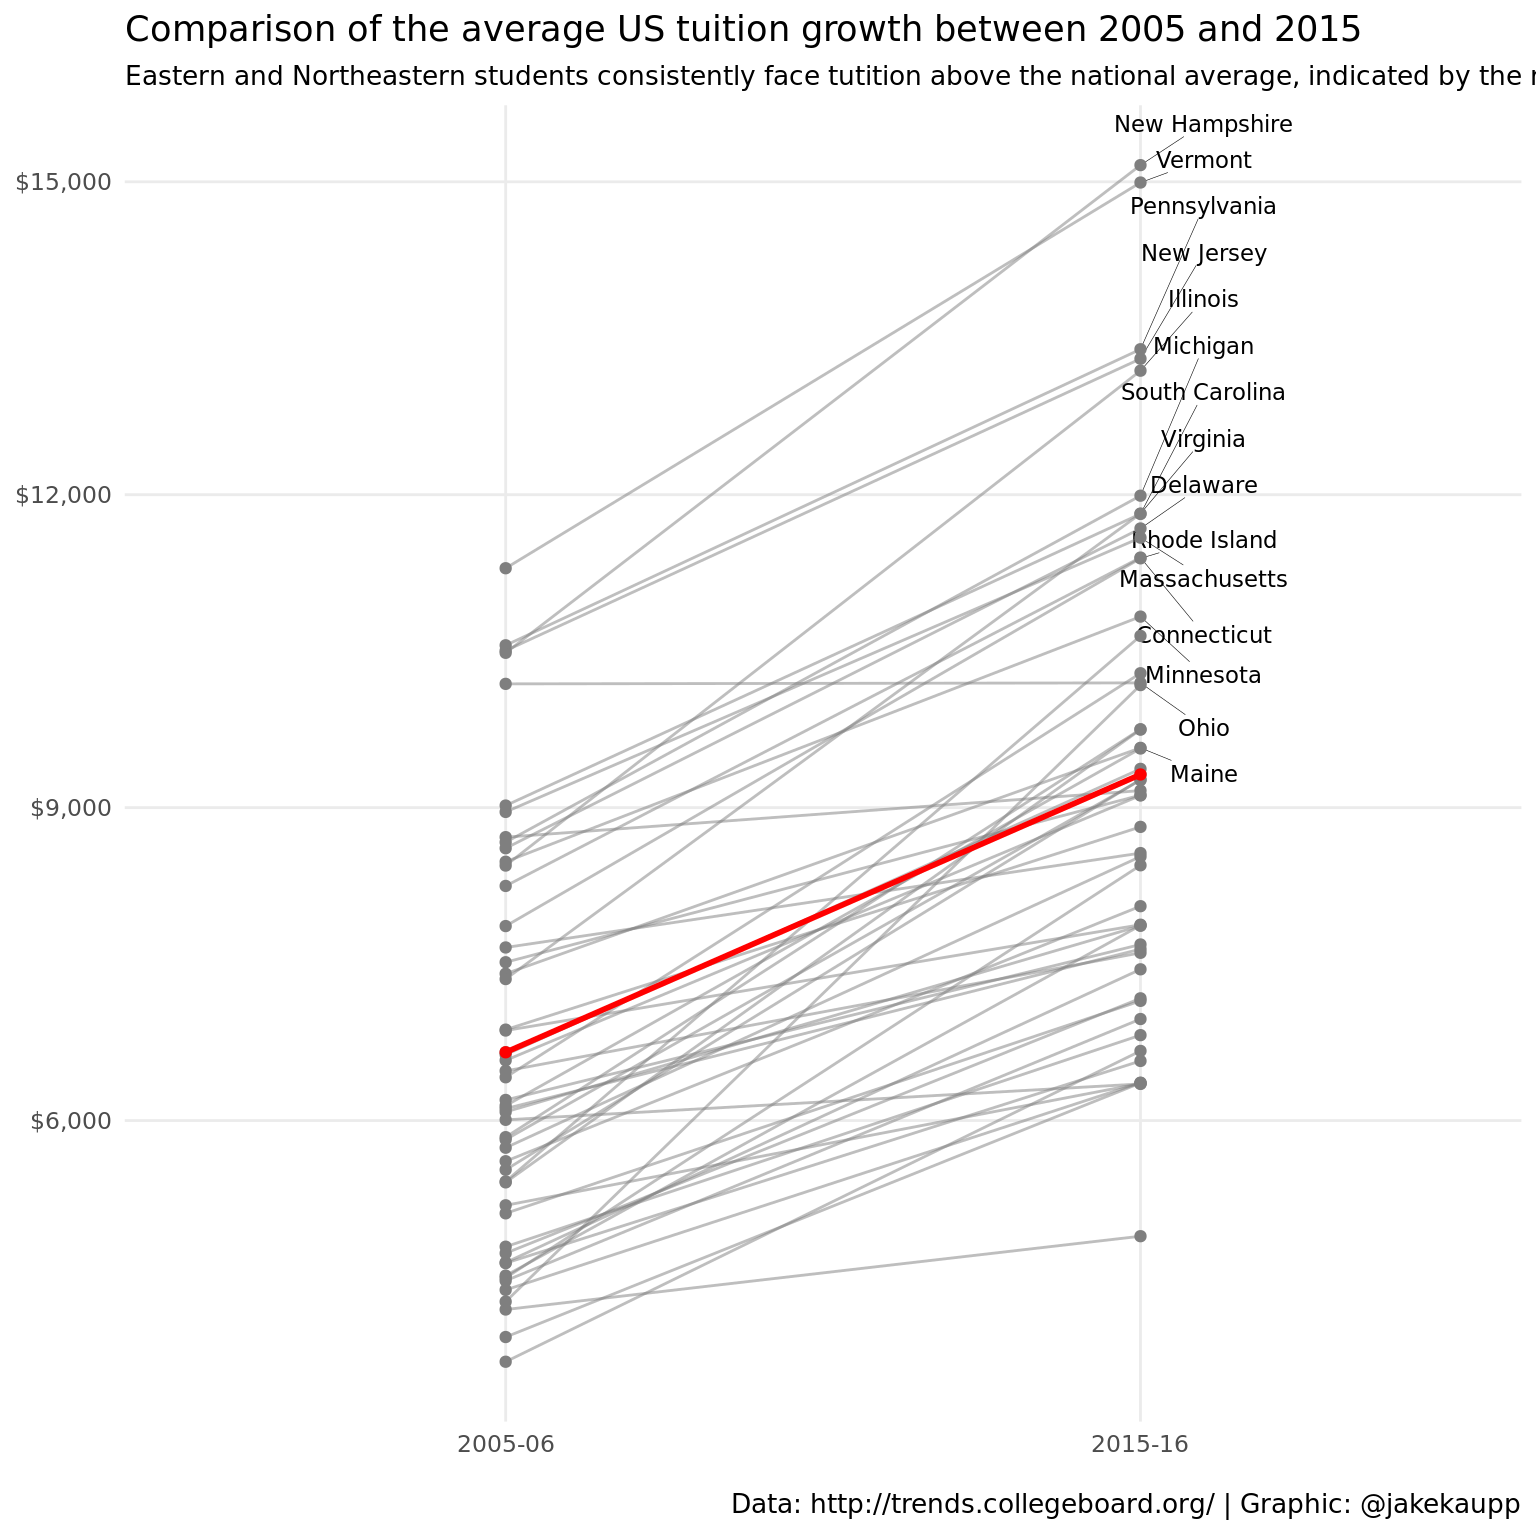 Comparison of the average US tuition growth between 2005 and 2015
Eastern and Northeastern students consistently face tutition above the national average, indicated by the
New Hampshire
$15,000
Vermont
Pennsylvania
New Jersey
Illinois
Michigan
South Carolina
Virginia
$12,000
Delaware
Rhode Island
Massachusetts
Connecticut
Minnesota
Ohio
Maine
$9,000
$6,000
2005-06
2015-16
Data: http://trends.collegeboard.org/ | Graphic: @jakekaupp